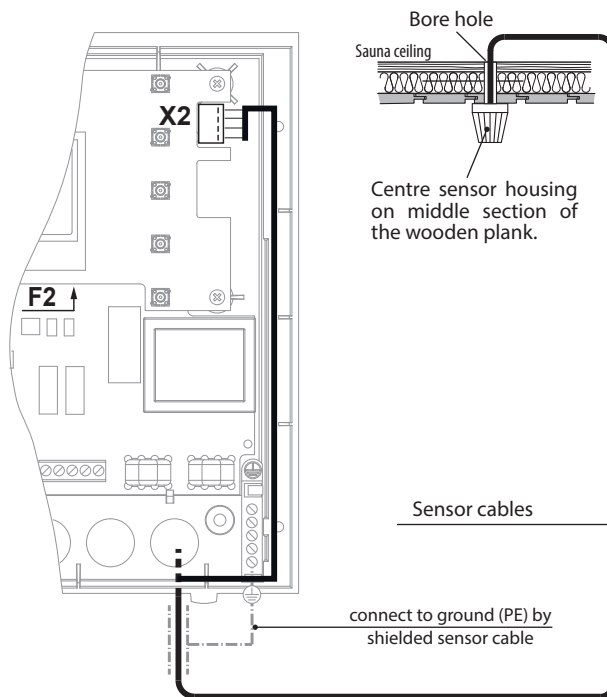 Bore hole
Sauna ceiling
X2
Centre sensor housing
on middle section of
the wooden plank.
F2
Sensor cables
connect to ground (PE) by
shielded sensor cable